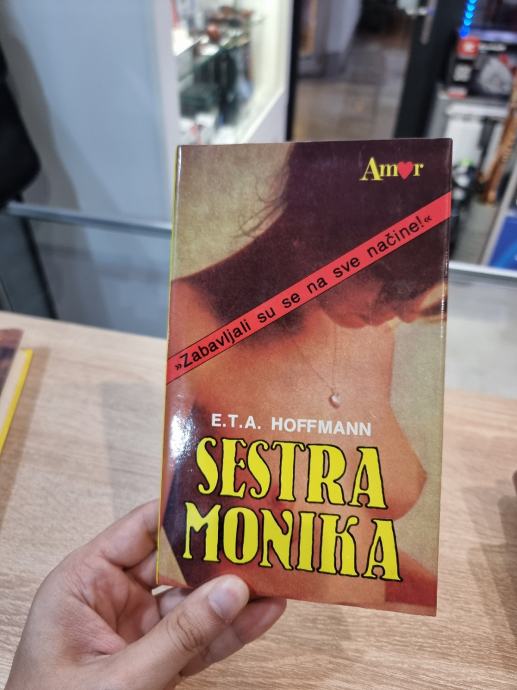 Amor
»Zabavljali su se na sve načine!«
E.T.A. HOFFMANN
SESTRA
MONIKA